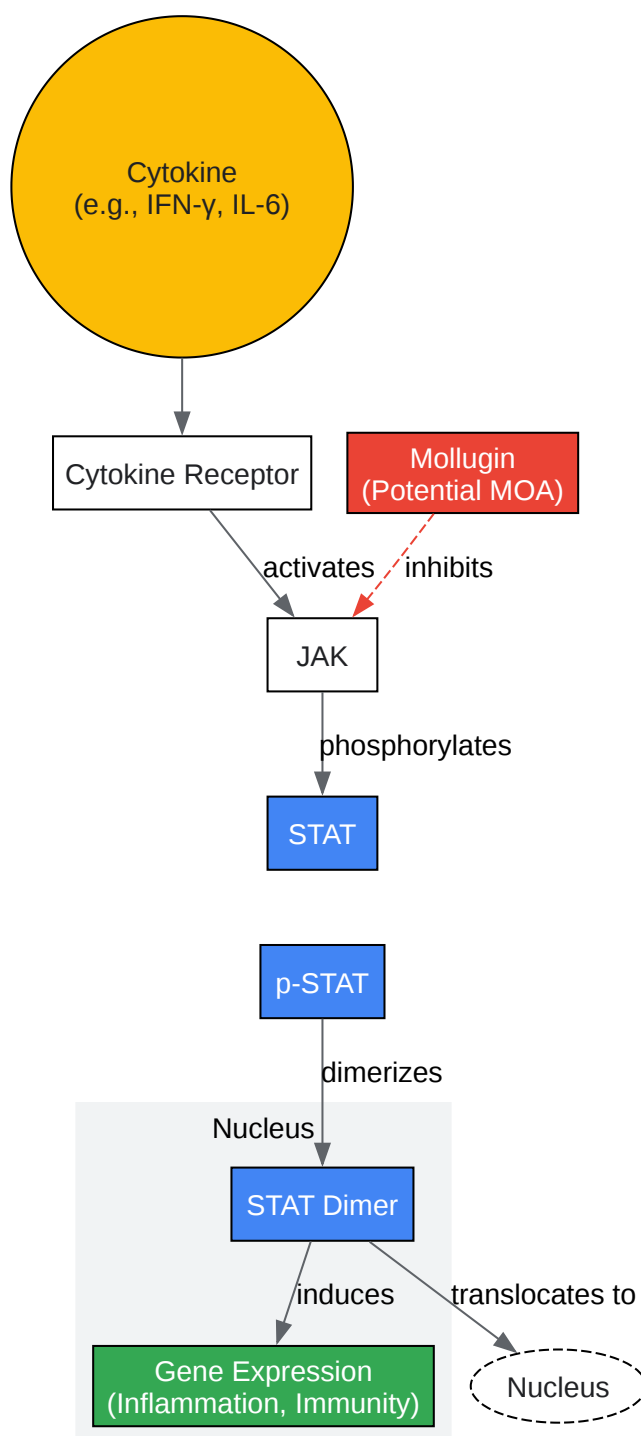 Cytokine
(e.g., IFN-γ, IL-6)
Cytokine Receptor
Mollugin
(Potential MOA)
activates
inhibits
JAK
phosphorylates
STAT
p-STAT
dimerizes
Nucleus
STAT Dimer
induces
translocates to
Gene Expression
(Inflammation, Immunity)
Nucleus